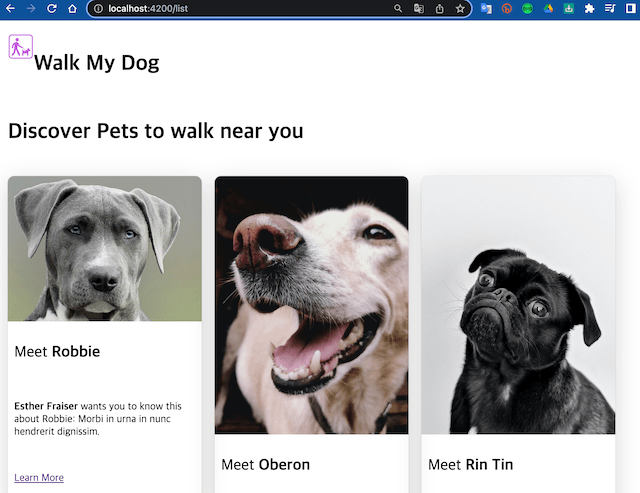 localhost:4200/list
Walk My Dog
Discover Pets to walk near you
Meet Robbie
Esther Fraiser wants you to know this
about Robbie: Morbi in urna in nunc
hendrerit dignissim.
Learn More
Meet Oberon
Meet Rin Tin